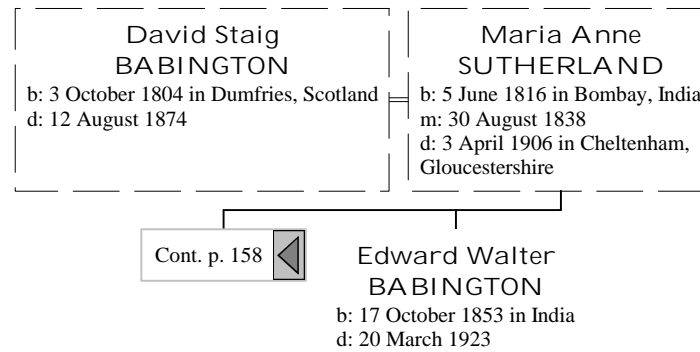 David Staig
BABINGTON
b: 3 October 1804 in Dumfries, Scotland
d: 12 August 1874
Maria Anne
SUTHERLAND
b: 5 June 1816 in Bombay, India
m: 30 August 1838
d: 3 April 1906 in Cheltenham,
Gloucestershire
Cont. p. 158
Edward Walter
BABINGTON
b: 17 October 1853 in India
d: 20 March 1923